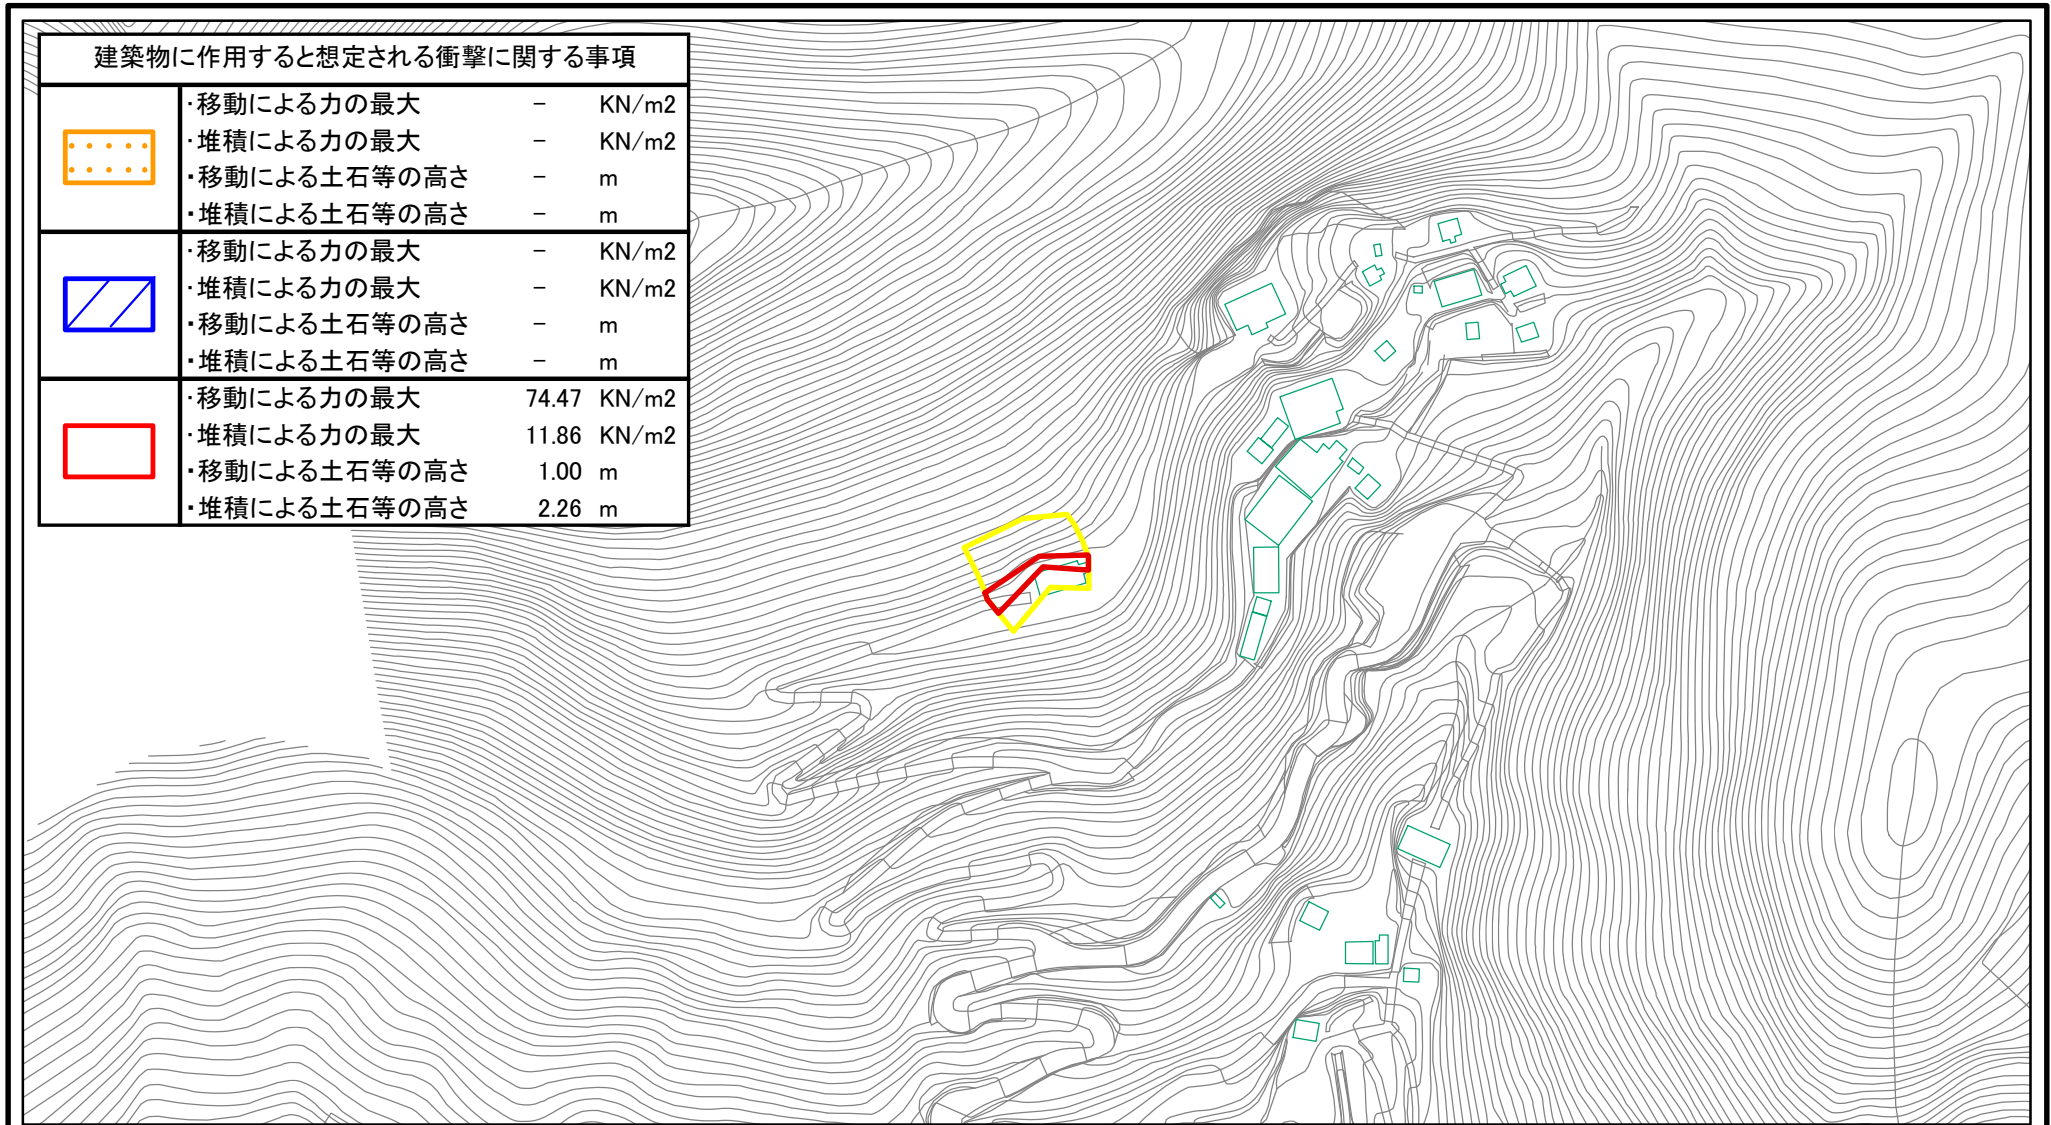 建築物に作用すると想定される衝撃に関する事項
・移動による力の最大 － KN/m2
・堆積による力の最大 － KN/m2
・移動による土石等の高さ － m
・堆積による土石等の高さ － m
・移動による力の最大 － KN/m2
・堆積による力の最大 － KN/m2
・移動による土石等の高さ － m
・堆積による土石等の高さ － m
・移動による力の最大 74.47 KN/m2
・堆積による力の最大 11.86 KN/m2
・移動による土石等の高さ 1.00 m
・堆積による土石等の高さ 2.26 m